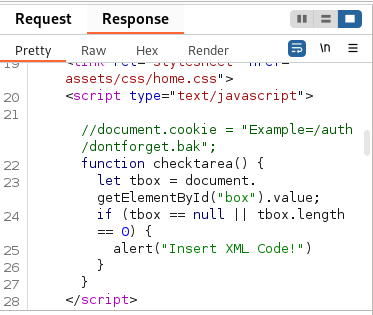 Request Response
Pretty Raw Hex Render \n
19 <link rel="stylesheet" href="
assets/css/home.css">
20 <script type="text/javascript">
21
//document.cookie = "Example=/auth
/dontforget.bak";
22 function checktarea() {
23 let tbox = document.
getElementById("box").value;
24 if (tbox == null || tbox.length
== 0) {
25 alert("Insert XML Code!")
26 }
27 }
28 </script>